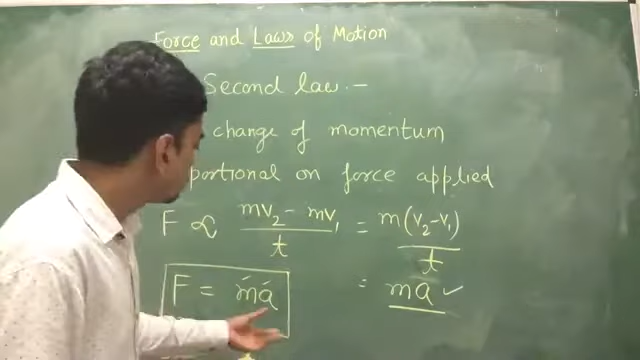 Force and Laws of Motion
Second law :-
change of momentum
portional on force applied
F ∝ mv₂ - mv₁ / t = m(v₂-v₁) / t
F = ma = ma ✓